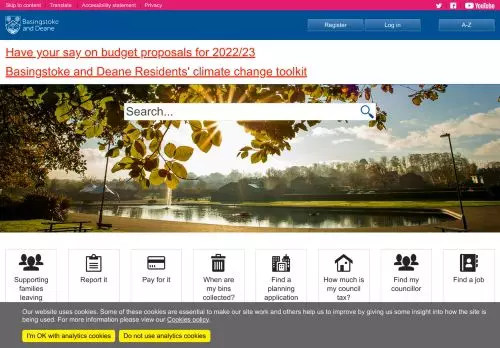 Skip to content | Translate | Accessibility statement | Privacy
YouTube
Basingstoke
and Deane
Register
Log in
A-Z
Have your say on budget proposals for 2022/23
Basingstoke and Deane Residents' climate change toolkit
Search...
Supporting
families
leaving
Report it
Pay for it
When are
my bins
collected?
Find a
planning
application
How much is
my council
tax?
Find my
councillor
Find a job
Our website uses cookies. Some of these cookies are essential to make our site work and others help us to improve by giving us some insight into how the site is
being used. For more information please view our Cookies policy.
I'm OK with analytics cookies
Do not use analytics cookies